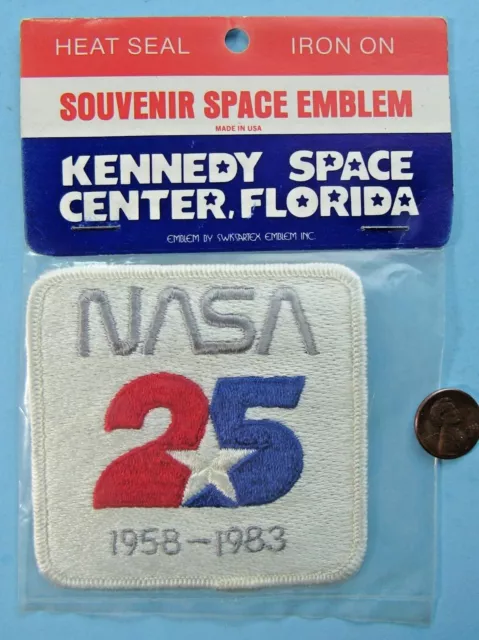 HEAT SEAL IRON ON
SOUVENIR SPACE EMBLEM
MADE IN USA
KENNEDY SPACE
CENTER, FLORIDA
EMBLEM BY SWISSARTEX EMBLEM INC.
NASA
25
1958-1983